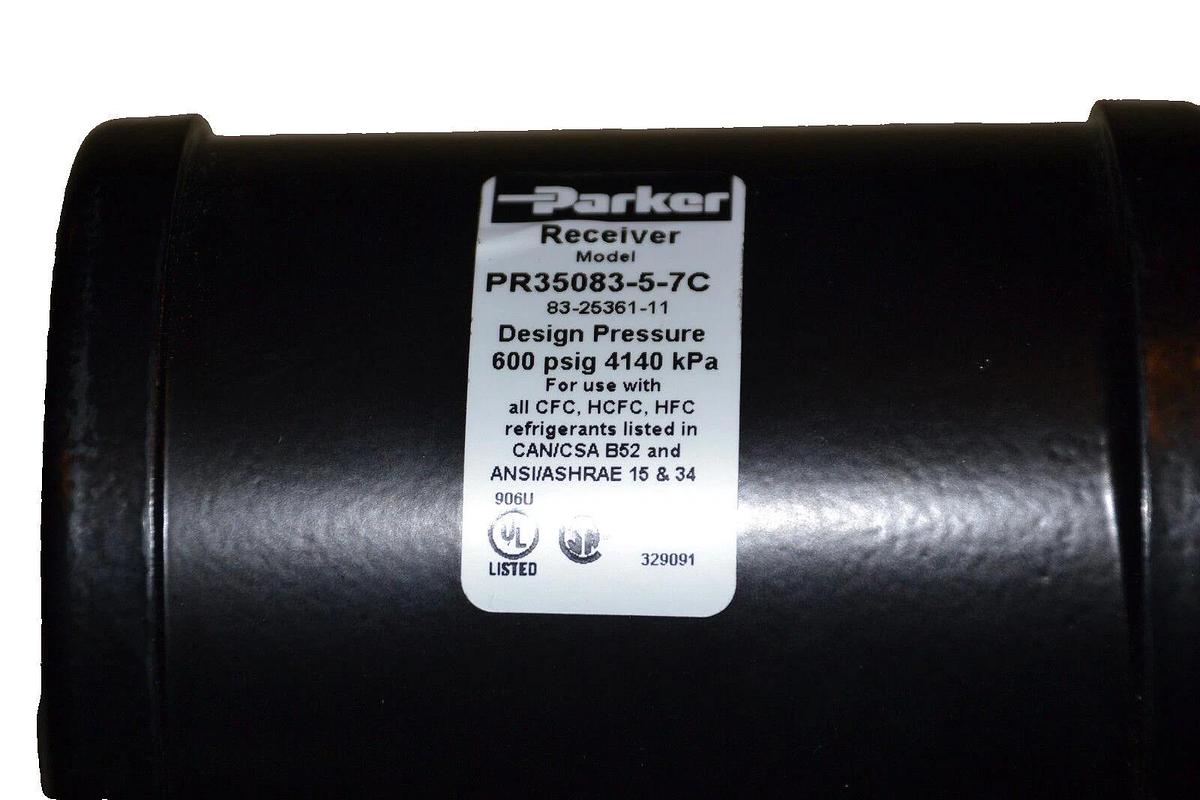 Parker
Receiver
Model
PR35083-5-7C
83-25361-11
Design Pressure
600 psig 4140 kPa
For use with
all CFC, HCFC, HFC
refrigerants listed in
CAN/CSA B52 and
ANSI/ASHRAE 15 & 34
906U
UL
LISTED
329091